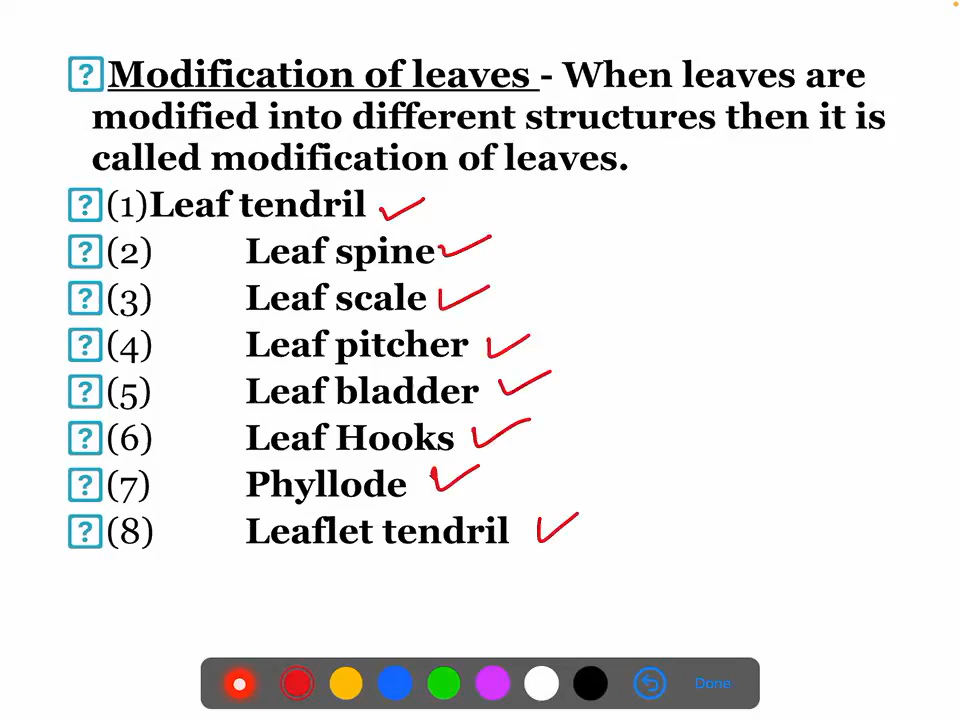 Modification of leaves - When leaves are
modified into different structures then it is
called modification of leaves.
(1)Leaf tendril
(2) Leaf spine
(3) Leaf scale
(4) Leaf pitcher
(5) Leaf bladder
(6) Leaf Hooks
(7) Phyllode
(8) Leaflet tendril
Done